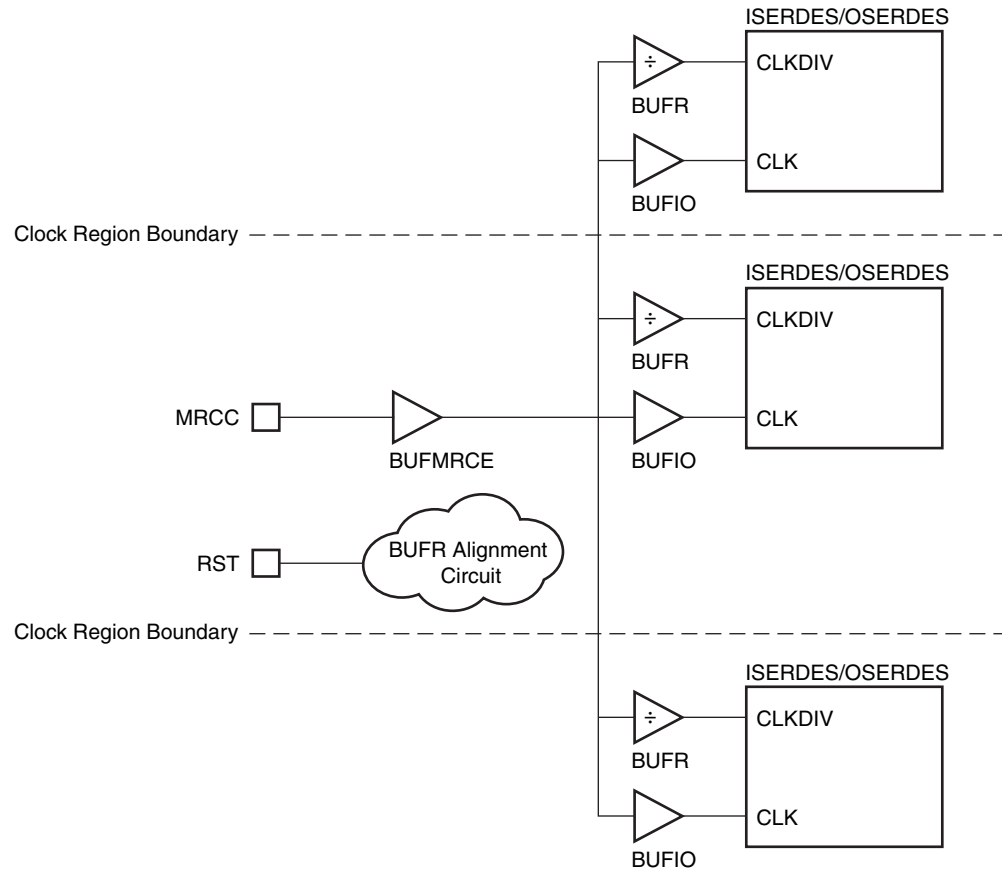 ISERDES/OSERDES
÷
CLKDIV
BUFR
CLK
BUFIO
Clock Region Boundary
ISERDES/OSERDES
÷
CLKDIV
BUFR
MRCC
CLK
BUFMRCE
BUFIO
RST
BUFR Alignment
Circuit
Clock Region Boundary
ISERDES/OSERDES
÷
CLKDIV
BUFR
CLK
BUFIO